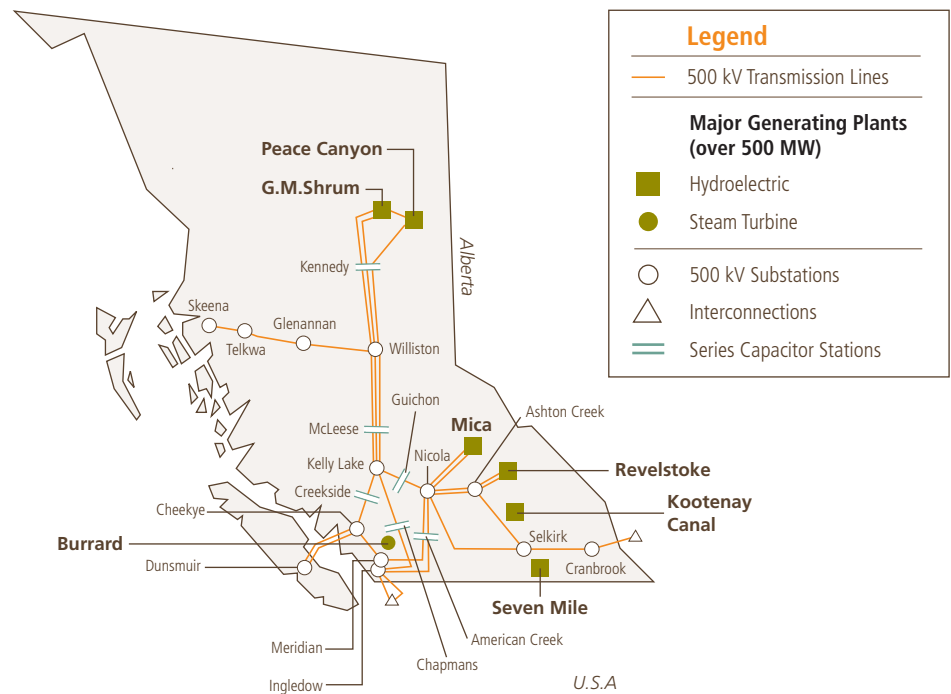 Legend
500 kV Transmission Lines
Major Generating Plants
(over 500 MW)
Hydroelectric
Steam Turbine
500 kV Substations
Interconnections
Series Capacitor Stations
Peace Canyon
G.M.Shrum
Alberta
Kennedy
Skeena
Glenannan
Telkwa
Williston
Guichon
Ashton Creek
McLeese
Mica
Nicola
Kelly Lake
Revelstoke
Creekside
Kootenay
Canal
Cheekye
Burrard
Selkirk
Dunsmuir
Cranbrook
Seven Mile
American Creek
Meridian
Chapmans
Ingledow
U.S.A